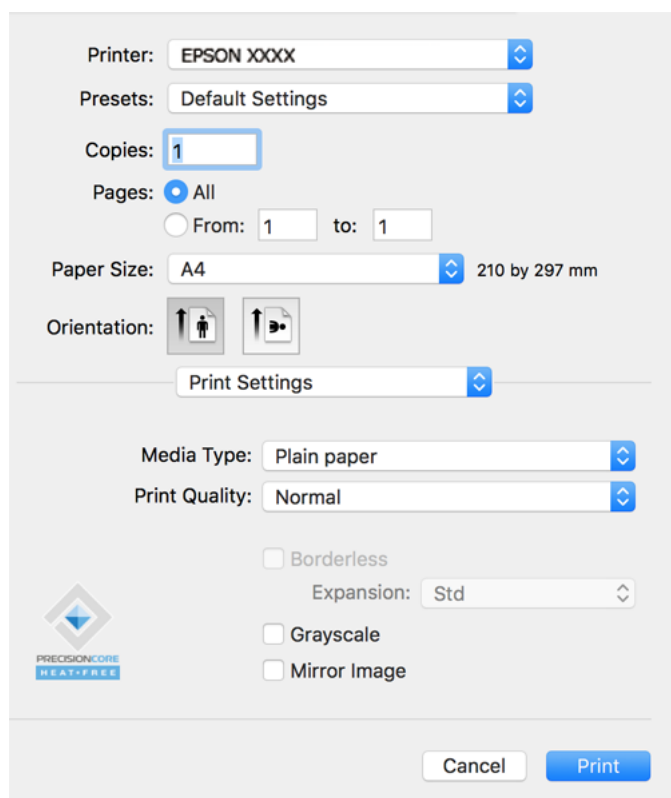 Printer: EPSON XXXX
Presets: Default Settings
Copies: 1
Pages: All
From: 1 to: 1
Paper Size: A4 210 by 297 mm
Orientation:
Print Settings
Media Type: Plain paper
Print Quality: Normal
Borderless
Expansion: Std
Grayscale
Mirror Image
PRECISIONCORE
HEAT•FREE
Cancel Print